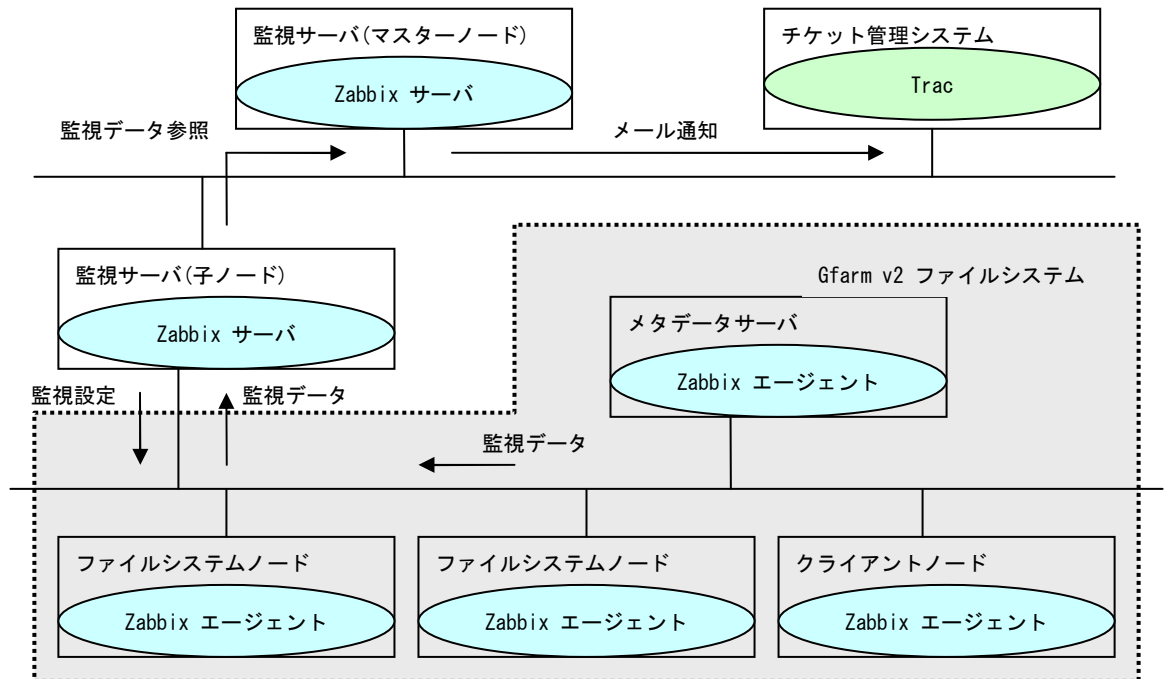 監視サーバ(マスターノード)
Zabbix サーバ
チケット管理システム
Trac
監視データ参照
メール通知
監視サーバ(子ノード)
Zabbix サーバ
Gfarm v2 ファイルシステム
メタデータサーバ
Zabbix エージェント
監視設定
監視データ
監視データ
ファイルシステムノード
Zabbix エージェント
ファイルシステムノード
Zabbix エージェント
クライアントノード
Zabbix エージェント